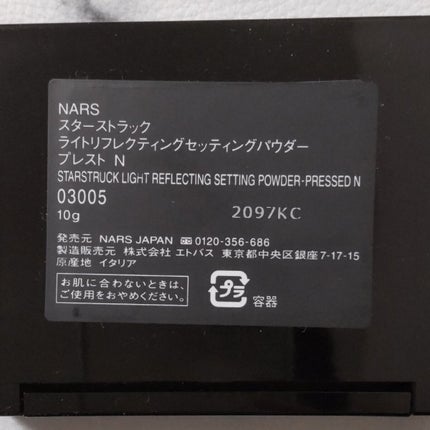 NARS
スターストラック
ライトリフレクティングセッティングパウダー
プレスト N
STARSTRUCK LIGHT REFLECTING SETTING POWDER-PRESSED N
03005
10g 2097KC
発売元 NARS JAPAN 0120-356-686
製造販売元 株式会社 エトバス 東京都中央区銀座7-17-15
原産地 イタリア
お肌に合わないときは、
ご使用をおやめください。
プラ 容器